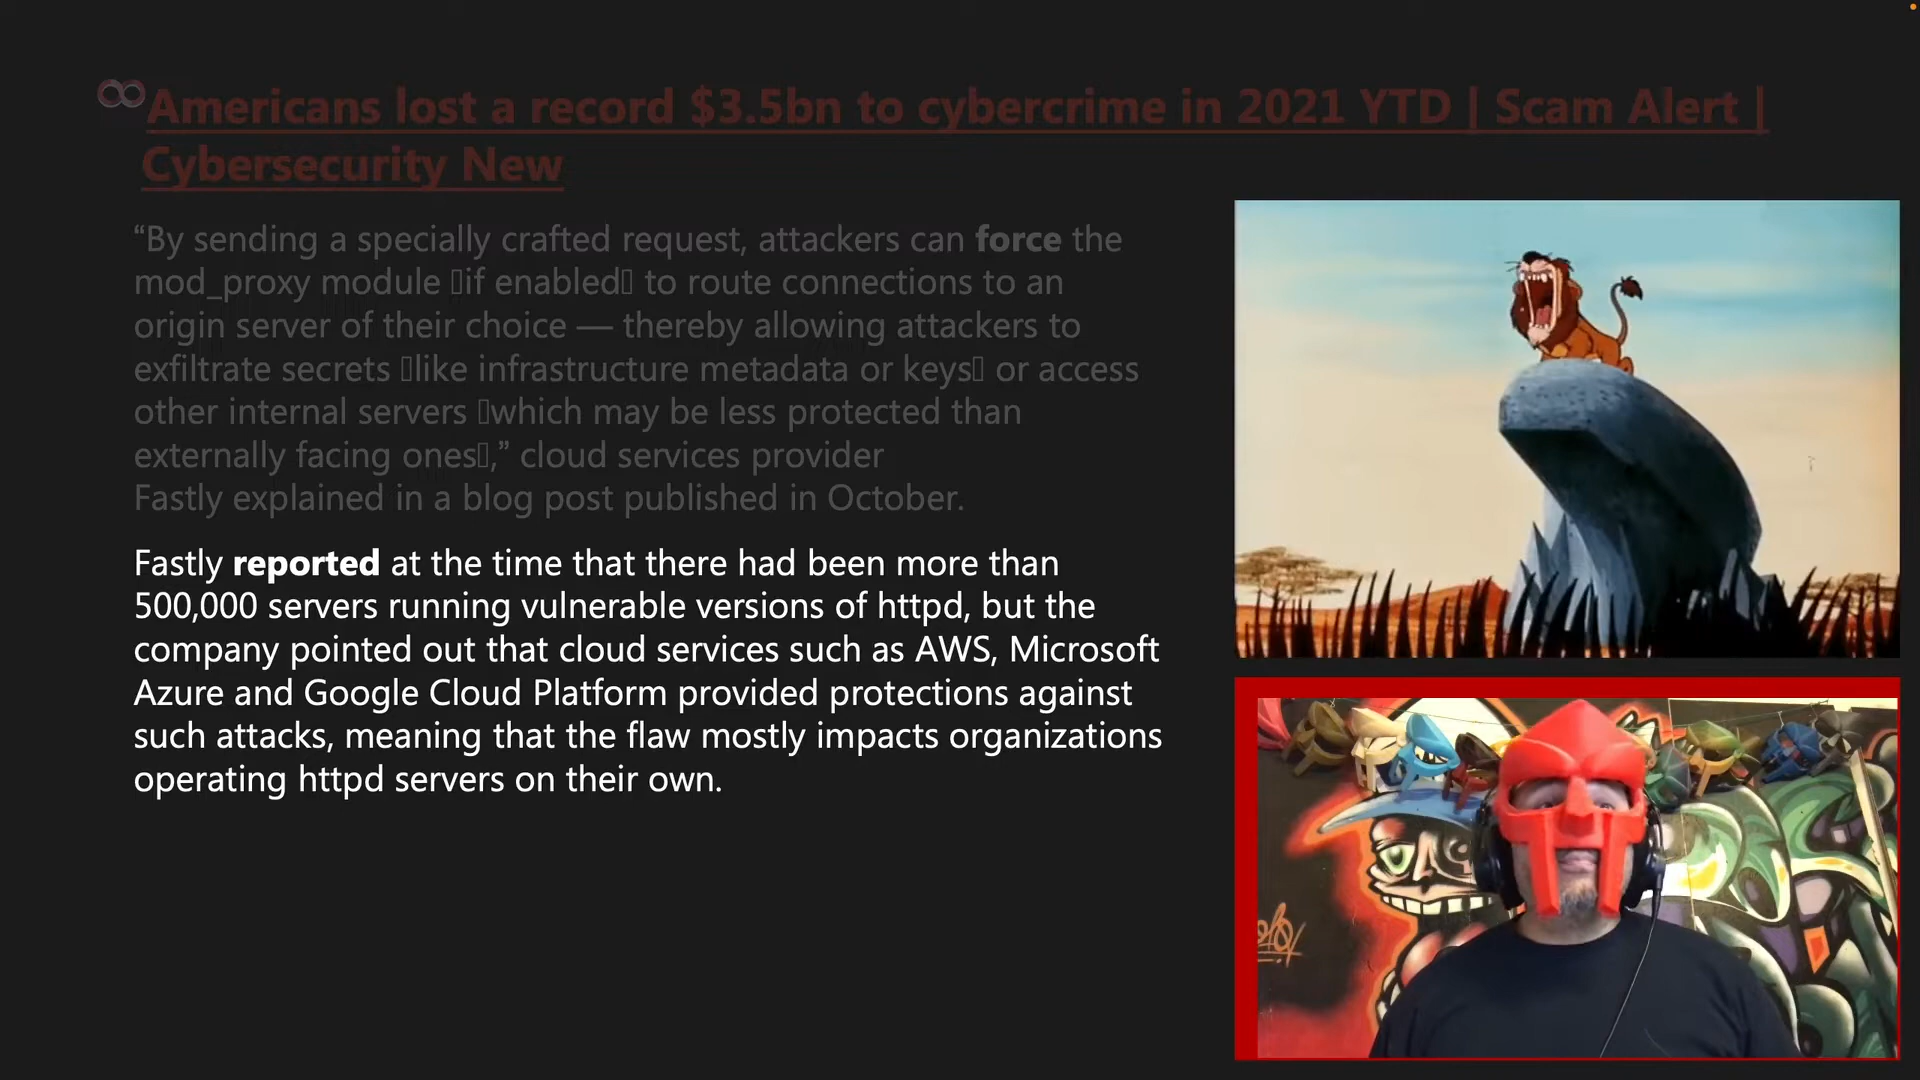 Americans lost a record $3.5bn to cybercrime in 2021 YTD | Scam Alert |
Cybersecurity New
“By sending a specially crafted request, attackers can force the
mod_proxy module ▯if enabled▯ to route connections to an
origin server of their choice — thereby allowing attackers to
exfiltrate secrets ▯like infrastructure metadata or keys▯ or access
other internal servers ▯which may be less protected than
externally facing ones▯,” cloud services provider
Fastly explained in a blog post published in October.
Fastly reported at the time that there had been more than
500,000 servers running vulnerable versions of httpd, but the
company pointed out that cloud services such as AWS, Microsoft
Azure and Google Cloud Platform provided protections against
such attacks, meaning that the flaw mostly impacts organizations
operating httpd servers on their own.